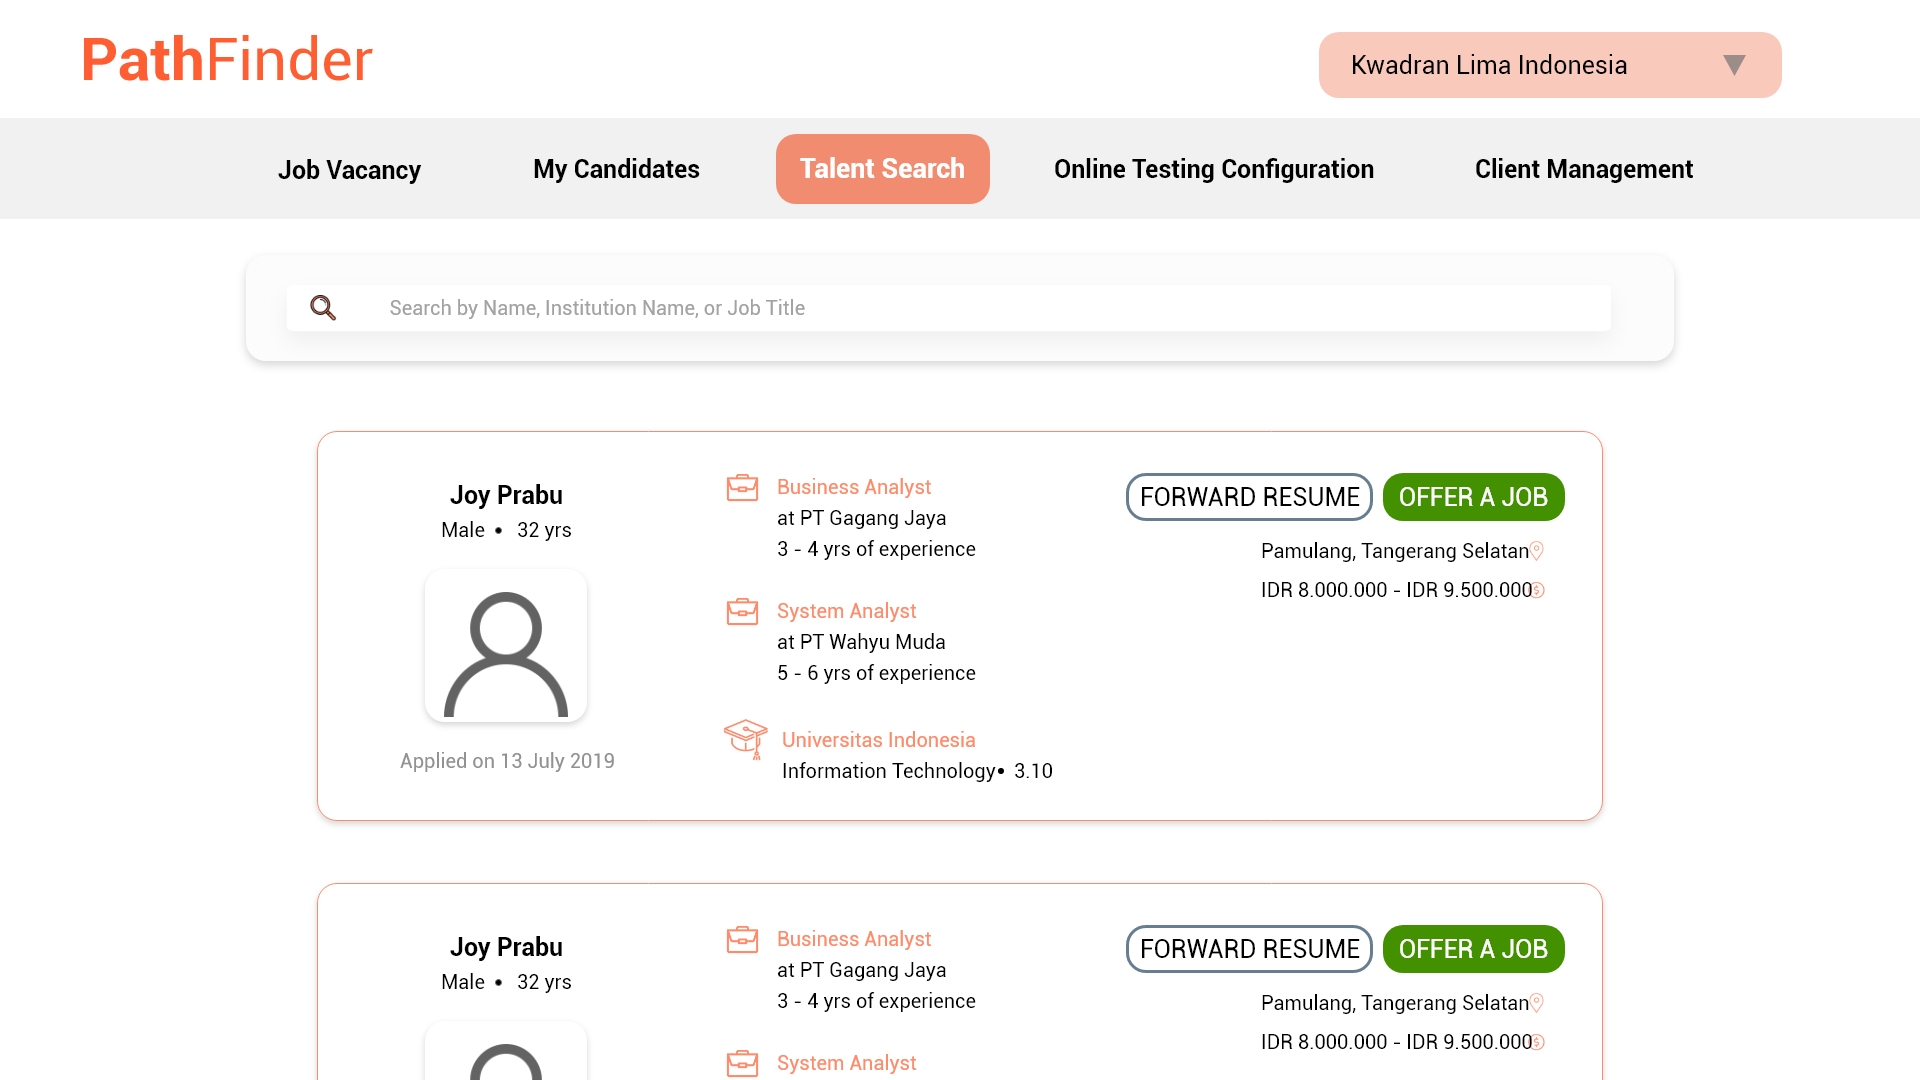 PathFinder
Kwadran Lima Indonesia
Job Vacancy
My Candidates
Talent Search
Online Testing Configuration
Client Management
Search by Name, Institution Name, or Job Title
Joy Prabu
Male • 32 yrs
Applied on 13 July 2019
Business Analyst
at PT Gagang Jaya
3 - 4 yrs of experience
System Analyst
at PT Wahyu Muda
5 - 6 yrs of experience
Universitas Indonesia
Information Technology• 3.10
FORWARD RESUME
OFFER A JOB
Pamulang, Tangerang Selatan
IDR 8.000.000 - IDR 9.500.000
Joy Prabu
Male • 32 yrs
Business Analyst
at PT Gagang Jaya
3 - 4 yrs of experience
System Analyst
FORWARD RESUME
OFFER A JOB
Pamulang, Tangerang Selatan
IDR 8.000.000 - IDR 9.500.000